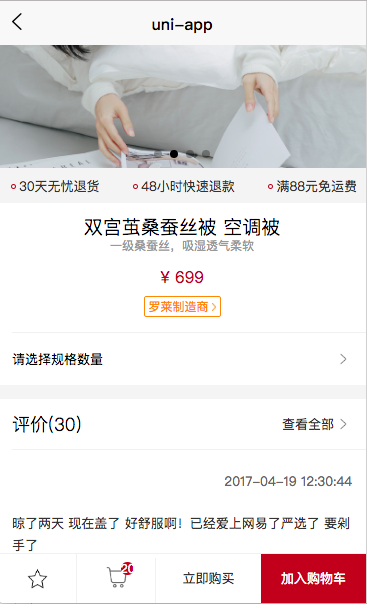 uni-app
30天无忧退货 48小时快速退款 满88元免运费
双宫茧桑蚕丝被 空调被
一级桑蚕丝，吸湿透气柔软
¥ 699
罗莱制造商
请选择规格数量
评价(30)
查看全部
2017-04-19 12:30:44
晾了两天 现在盖了 好舒服啊！已经爱上网易了严选了 要剁
手了
20
立即购买
加入购物车